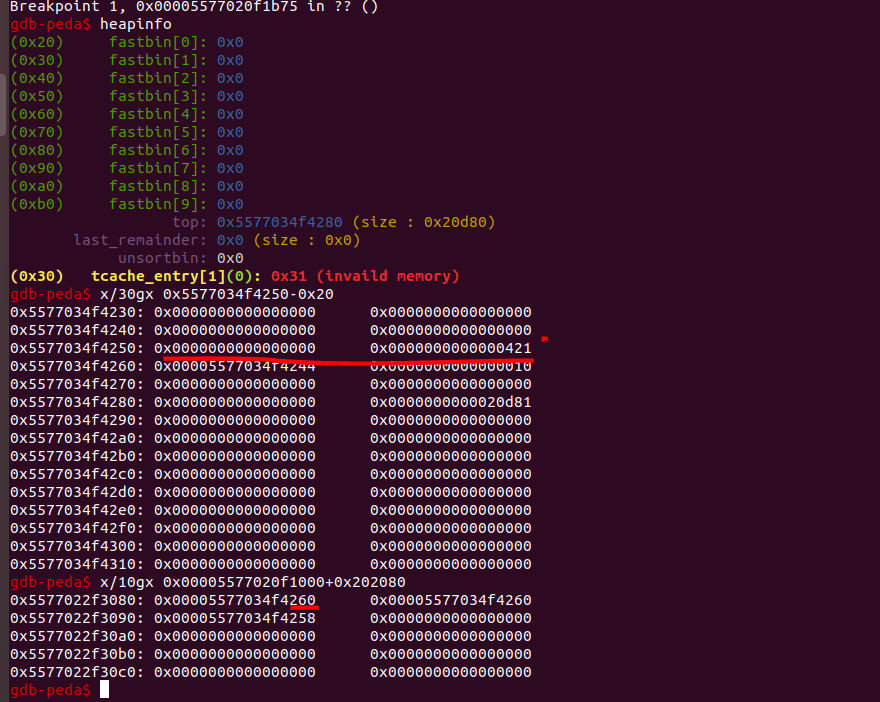 Breakpoint 1, 0x00005577020f1b75 in ?? ()
gdb-peda$ heapinfo
(0x20)     fastbin[0]: 0x0
(0x30)     fastbin[1]: 0x0
(0x40)     fastbin[2]: 0x0
(0x50)     fastbin[3]: 0x0
(0x60)     fastbin[4]: 0x0
(0x70)     fastbin[5]: 0x0
(0x80)     fastbin[6]: 0x0
(0x90)     fastbin[7]: 0x0
(0xa0)     fastbin[8]: 0x0
(0xb0)     fastbin[9]: 0x0
                  top: 0x5577034f4280 (size : 0x20d80)
       last_remainder: 0x0 (size : 0x0)
            unsortbin: 0x0
(0x30)   tcache_entry[1](0): 0x31 (invaild memory)
gdb-peda$ x/30gx 0x5577034f4250-0x20
0x5577034f4230: 0x0000000000000000      0x0000000000000000
0x5577034f4240: 0x0000000000000000      0x0000000000000000
0x5577034f4250: 0x0000000000000000      0x0000000000000421
0x5577034f4260: 0x00005577034f4244      0x0000000000000010
0x5577034f4270: 0x0000000000000000      0x0000000000000000
0x5577034f4280: 0x0000000000000000      0x0000000000020d81
0x5577034f4290: 0x0000000000000000      0x0000000000000000
0x5577034f42a0: 0x0000000000000000      0x0000000000000000
0x5577034f42b0: 0x0000000000000000      0x0000000000000000
0x5577034f42c0: 0x0000000000000000      0x0000000000000000
0x5577034f42d0: 0x0000000000000000      0x0000000000000000
0x5577034f42e0: 0x0000000000000000      0x0000000000000000
0x5577034f42f0: 0x0000000000000000      0x0000000000000000
0x5577034f4300: 0x0000000000000000      0x0000000000000000
0x5577034f4310: 0x0000000000000000      0x0000000000000000
gdb-peda$ x/10gx 0x00005577020f1000+0x202080
0x5577022f3080: 0x00005577034f4260      0x00005577034f4260
0x5577022f3090: 0x00005577034f4258      0x0000000000000000
0x5577022f30a0: 0x0000000000000000      0x0000000000000000
0x5577022f30b0: 0x0000000000000000      0x0000000000000000
0x5577022f30c0: 0x0000000000000000      0x0000000000000000
gdb-peda$